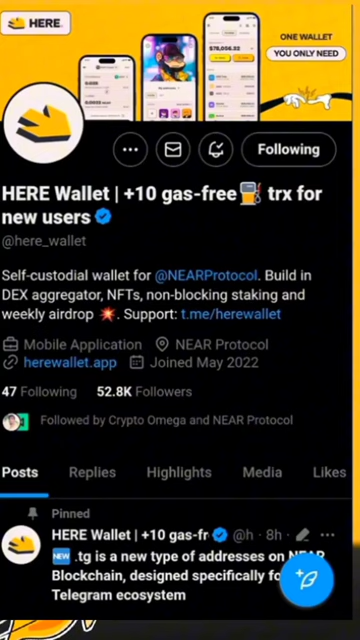 HERE.
ONE WALLET
YOU ONLY NEED
$78,056.32
Following
HERE Wallet | +10 gas-free⛽ trx for
new users
@here_wallet
Self-custodial wallet for @NEARProtocol. Build in
DEX aggregator, NFTs, non-blocking staking and
weekly airdrop 💥. Support: t.me/herewallet
Mobile Application NEAR Protocol
herewallet.app Joined May 2022
47 Following 52.8K Followers
Followed by Crypto Omega and NEAR Protocol
Posts Replies Highlights Media Likes
Pinned
HERE Wallet | +10 gas-fr @h · 8h ·
🆕 .tg is a new type of addresses on NEAR
Blockchain, designed specifically fo
Telegram ecosystem